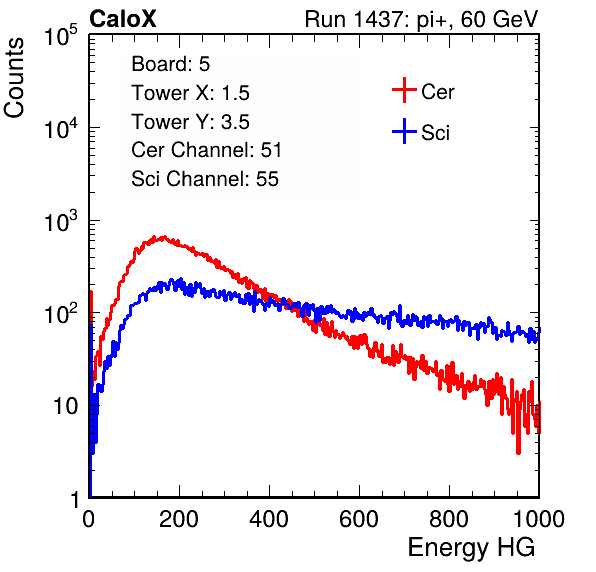 CaloX Run 1437: pi+, 60 GeV
Counts
Board: 5
Tower X: 1.5
Tower Y: 3.5
Cer Channel: 51
Sci Channel: 55
Cer
Sci
10^5
10^4
10^3
10^2
10
1
0 200 400 600 800 1000
Energy HG